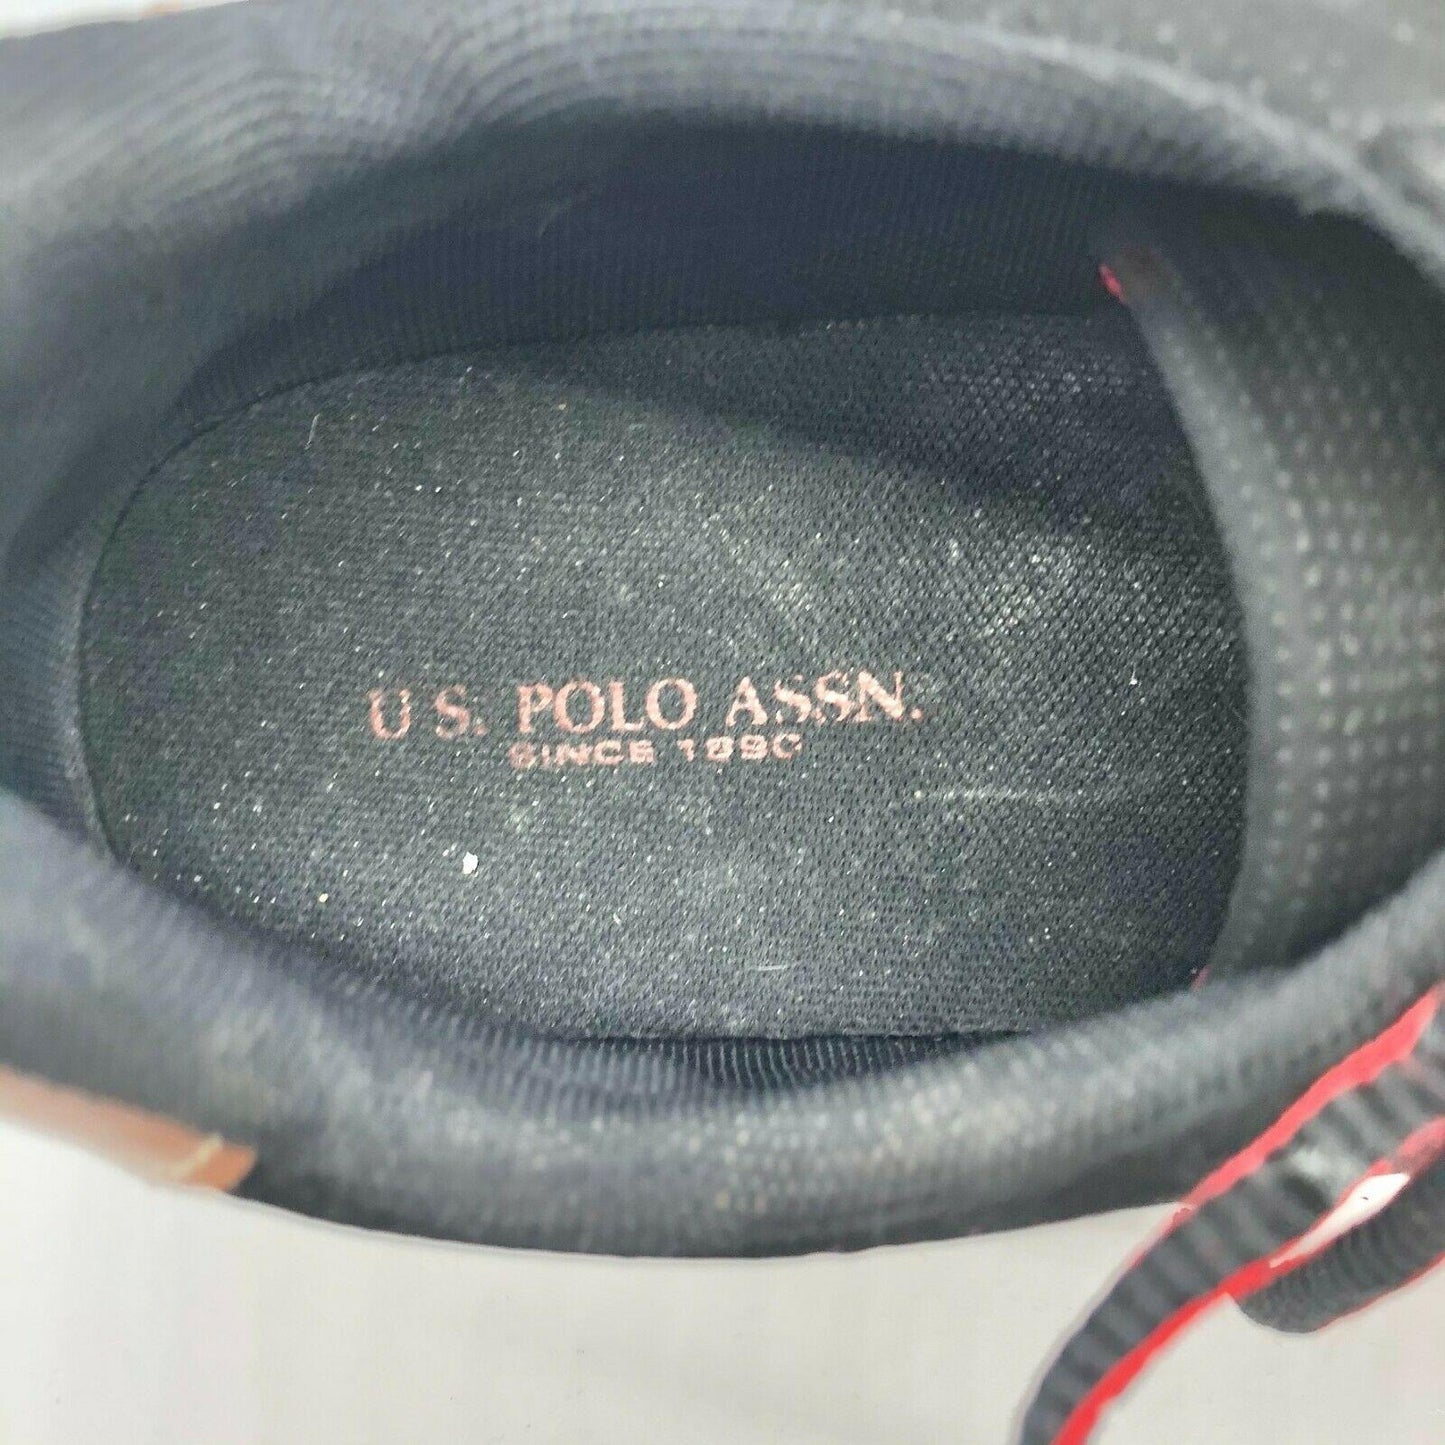 U.S. POLO ASSN.
SINCE 1890